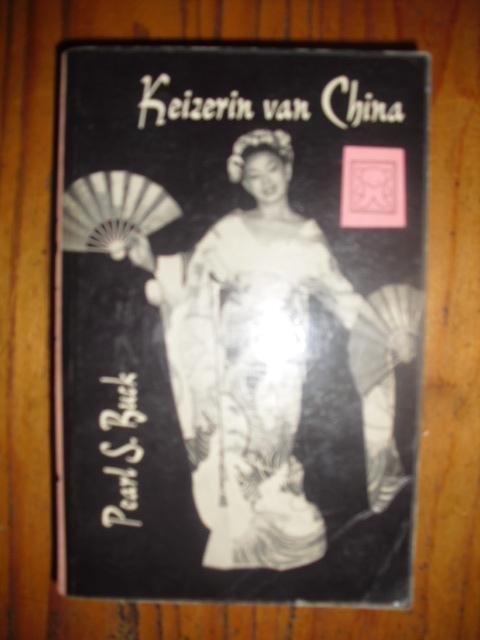 Keizerin van China
Pearl S. Buck